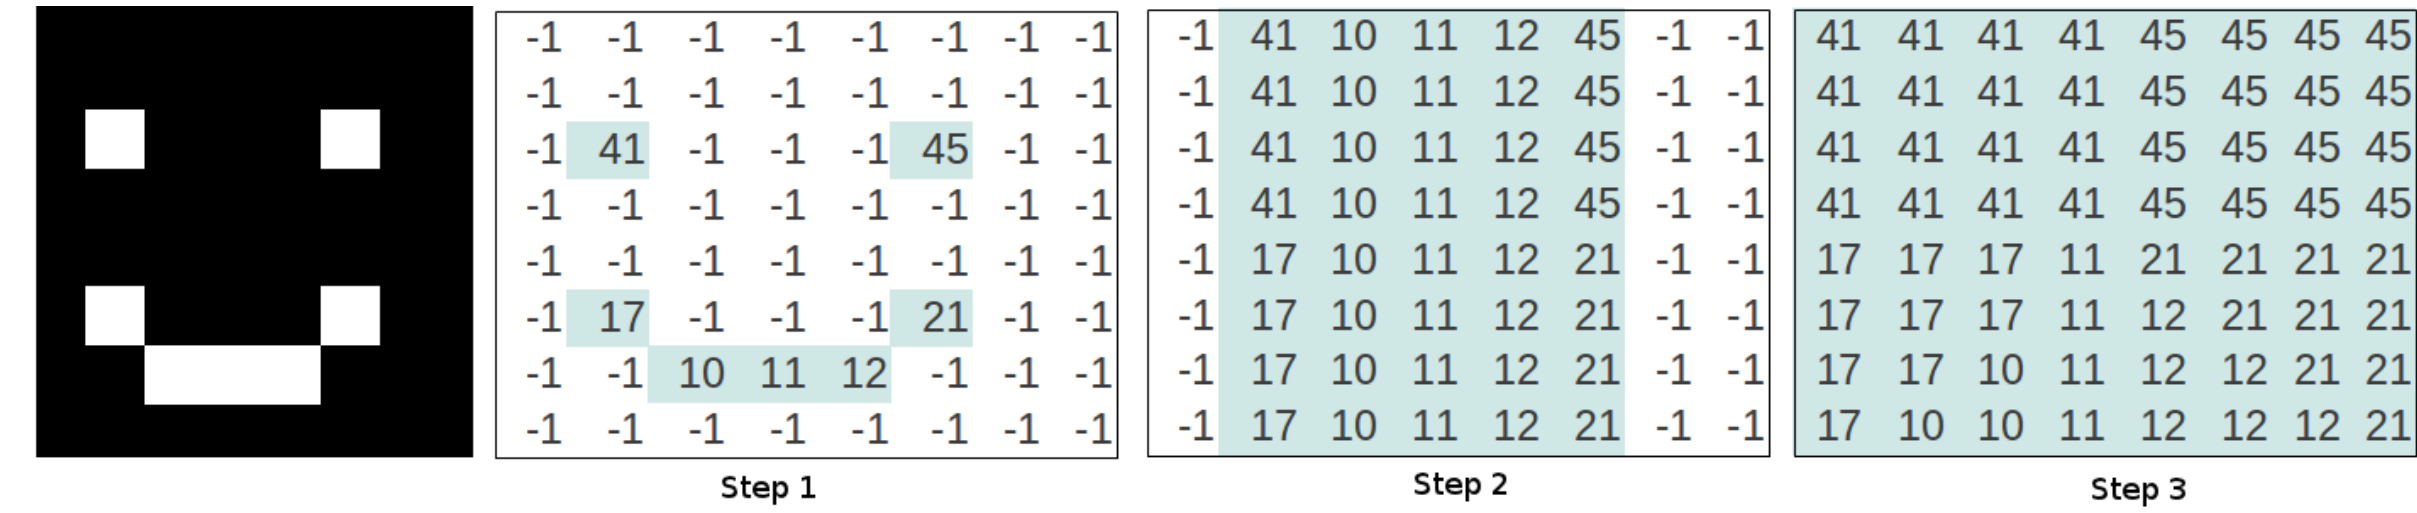 -1 -1 -1 -1 -1 -1 -1 -1
-1 -1 -1 -1 -1 -1 -1 -1
-1 41 -1 -1 -1 45 -1 -1
-1 -1 -1 -1 -1 -1 -1 -1
-1 -1 -1 -1 -1 -1 -1 -1
-1 17 -1 -1 -1 21 -1 -1
-1 -1 10 11 12 -1 -1 -1
-1 -1 -1 -1 -1 -1 -1 -1
Step 1
-1 41 10 11 12 45 -1 -1
-1 41 10 11 12 45 -1 -1
-1 41 10 11 12 45 -1 -1
-1 41 10 11 12 45 -1 -1
-1 17 10 11 12 21 -1 -1
-1 17 10 11 12 21 -1 -1
-1 17 10 11 12 21 -1 -1
-1 17 10 11 12 21 -1 -1
Step 2
41 41 41 41 45 45 45 45
41 41 41 41 45 45 45 45
41 41 41 41 45 45 45 45
41 41 41 41 45 45 45 45
17 17 17 11 21 21 21 21
17 17 17 11 12 21 21 21
17 17 10 11 12 12 21 21
17 10 10 11 12 12 12 21
Step 3